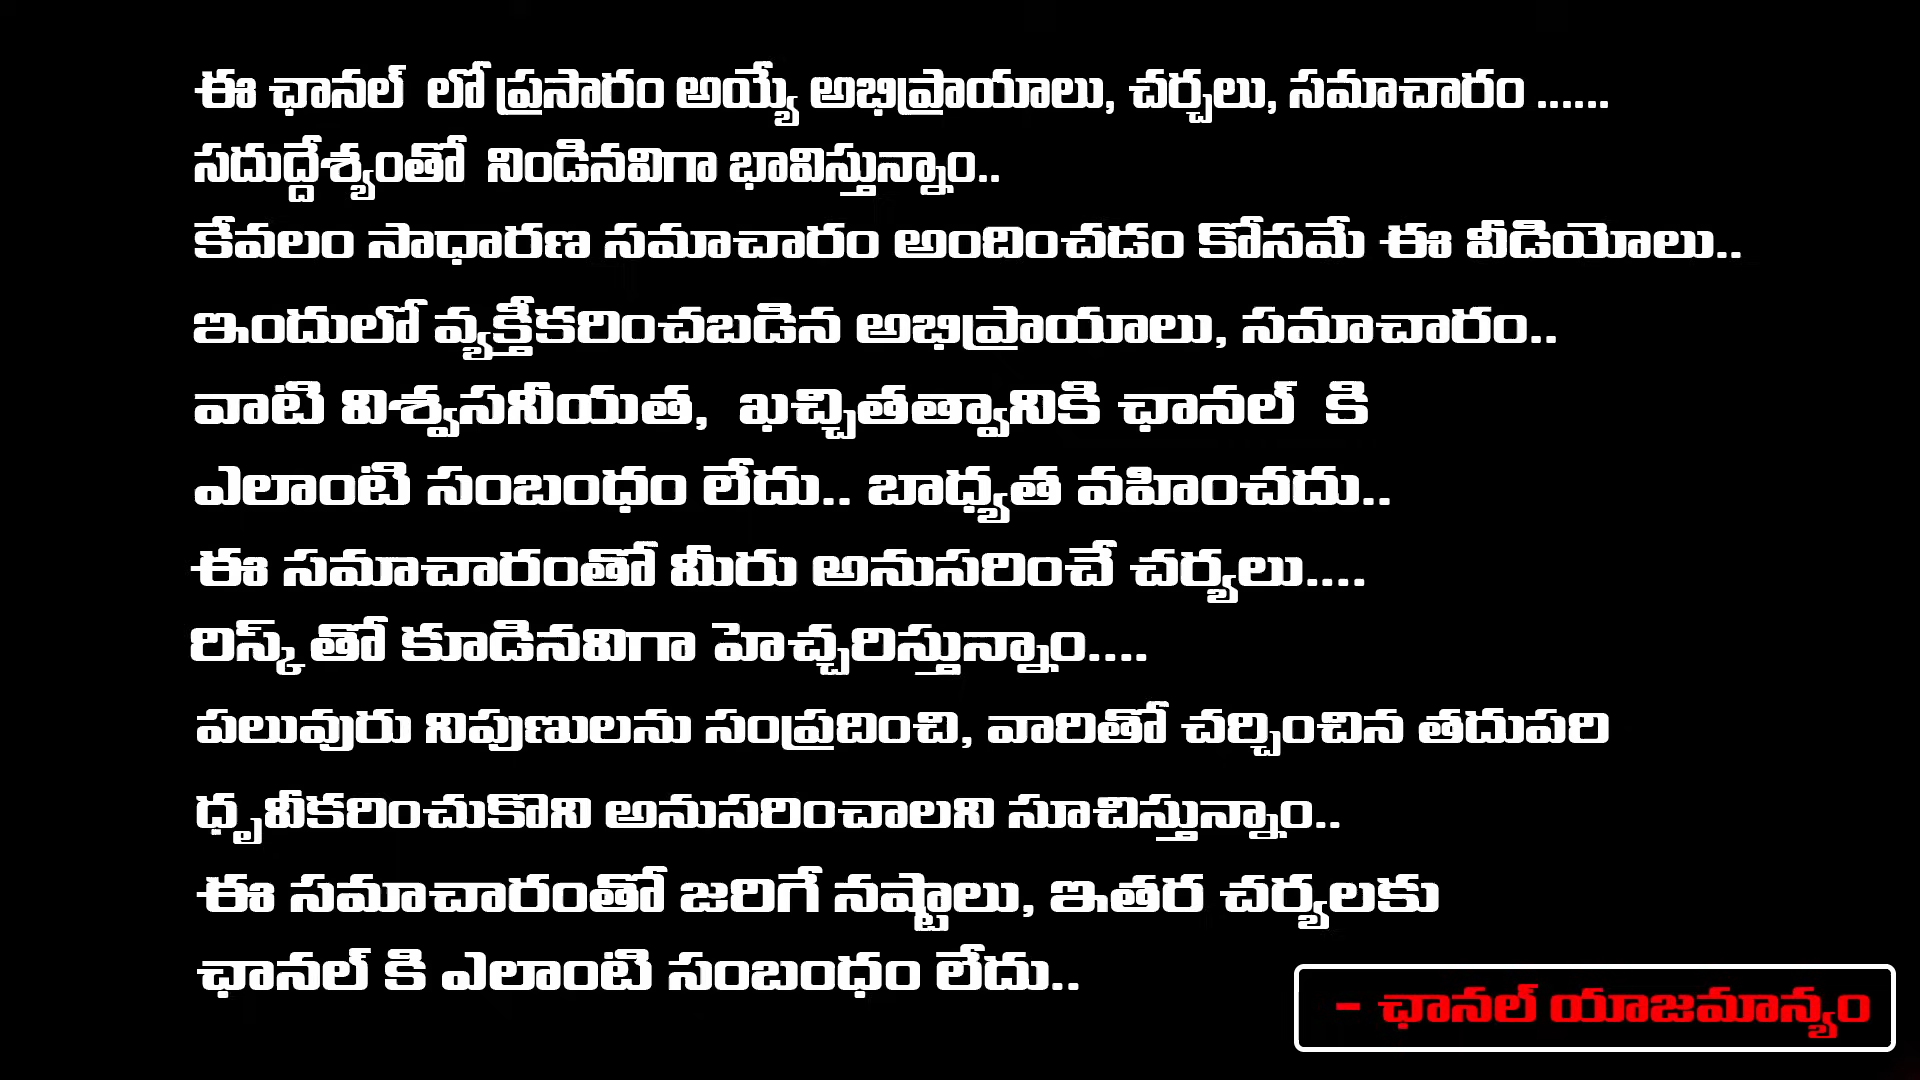 ఈ ఛానల్ లో ప్రసారం అయ్యే అభిప్రాయాలు, చర్చలు, సమాచారం ......
సదుద్దేశ్యంతో నిండినవిగా భావిస్తున్నాం..
కేవలం సాధారణ సమాచారం అందించడం కోసమే ఈ వీడియోలు..
ఇందులో వ్యక్తీకరించబడిన అభిప్రాయాలు, సమాచారం..
వాటి విశ్వసనీయత, ఖచ్చితత్వానికి ఛానల్ కి
ఎలాంటి సంబంధం లేదు.. బాధ్యత వహించదు..
ఈ సమాచారంతో మీరు అనుసరించే చర్యలు....
రిస్క్ తో కూడినవిగా హెచ్చరిస్తున్నాం....
పలువురు నిపుణులను సంప్రదించి, వారితో చర్చించిన తదుపరి
ధృవీకరించుకొని అనుసరించాలని సూచిస్తున్నాం..
ఈ సమాచారంతో జరిగే నష్టాలు, ఇతర చర్యలకు
ఛానల్ కి ఎలాంటి సంబంధం లేదు..
- ఛానల్ యాజమాన్యం